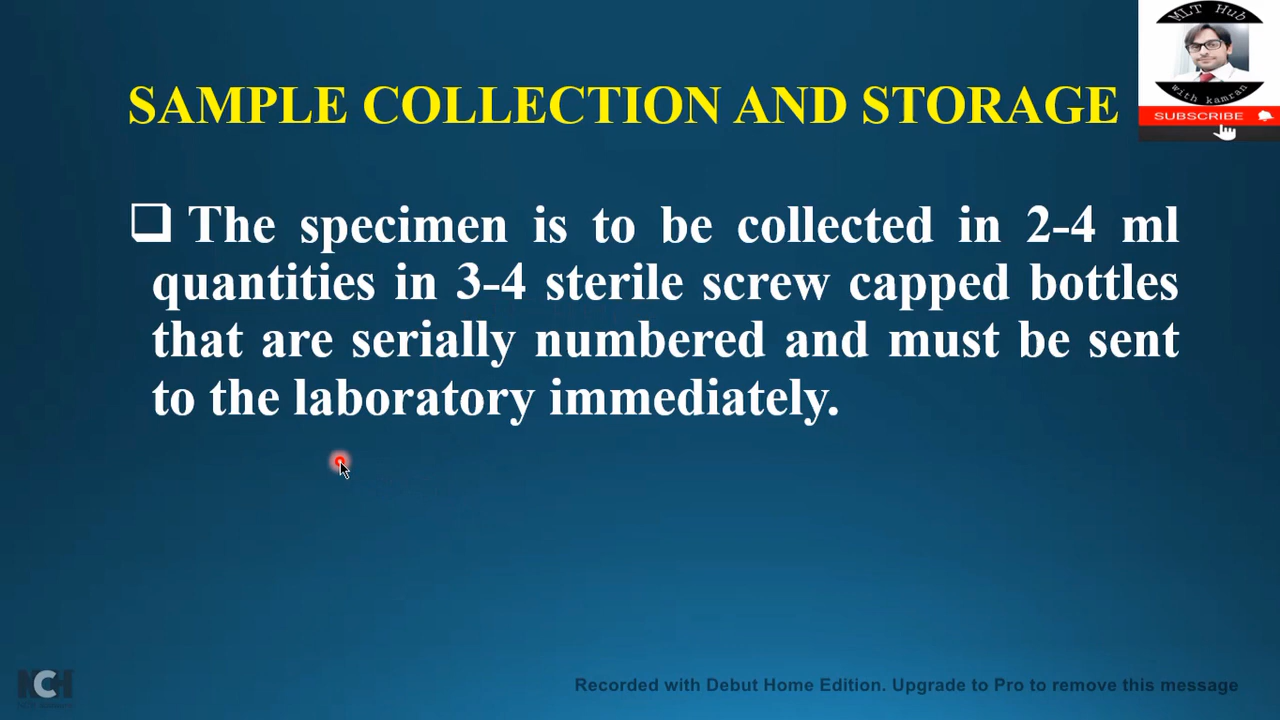 MLT Hub
with kamran
SUBSCRIBE
SAMPLE COLLECTION AND STORAGE
❑ The specimen is to be collected in 2-4 ml
quantities in 3-4 sterile screw capped bottles
that are serially numbered and must be sent
to the laboratory immediately.
NCH
Recorded with Debut Home Edition. Upgrade to Pro to remove this message